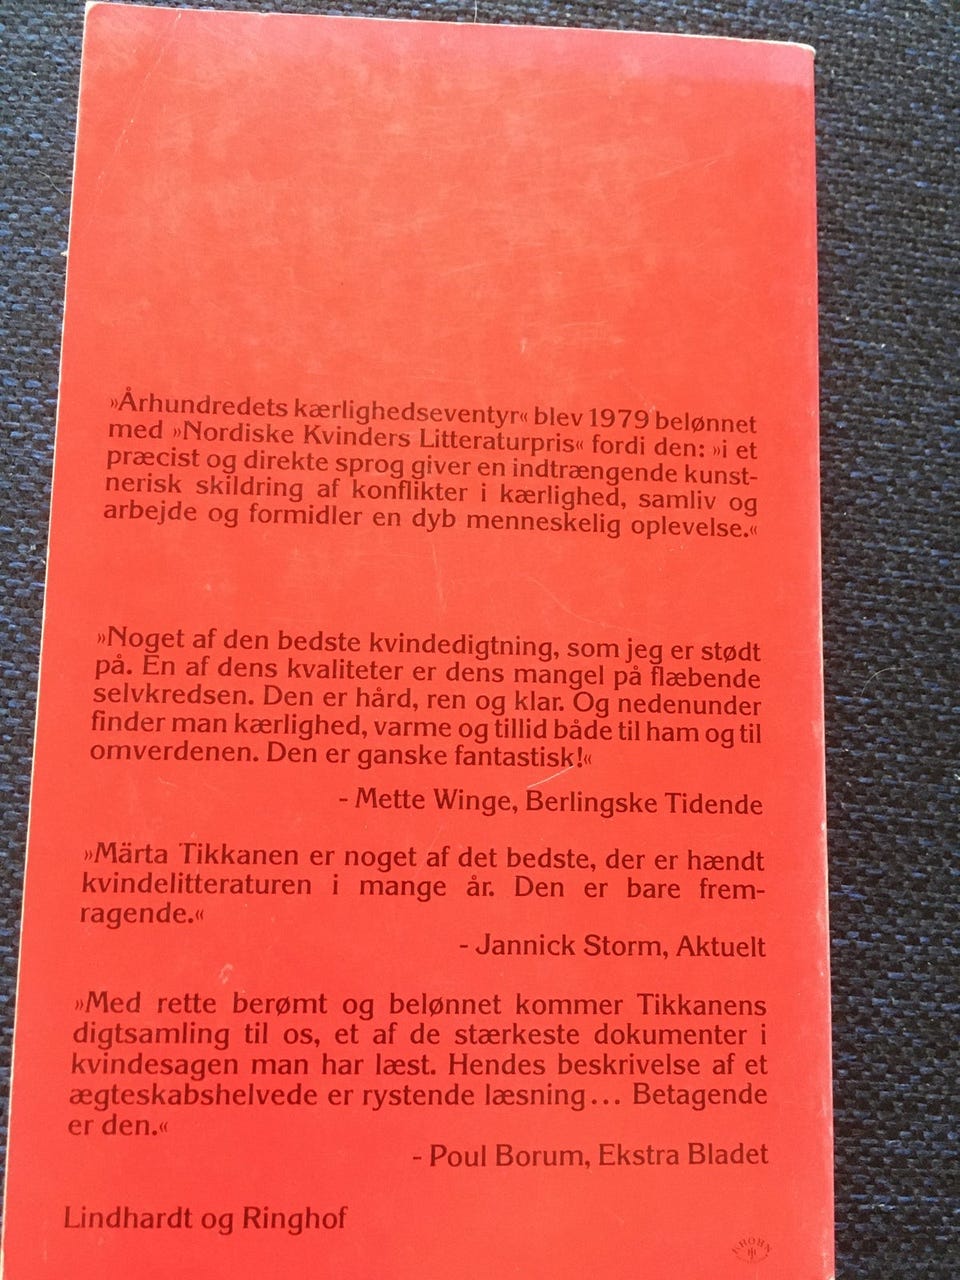 »Århundredets kærlighedseventyr« blev 1979 belønnet
med »Nordiske Kvinders Litteraturpris« fordi den: »i et
præcist og direkte sprog giver en indtrængende kunst-
nerisk skildring af konflikter i kærlighed, samliv og
arbejde og formidler en dyb menneskelig oplevelse.«
»Noget af den bedste kvindedigtning, som jeg er stødt
på. En af dens kvaliteter er dens mangel på flæbende
selvkredsen. Den er hård, ren og klar. Og nedenunder
finder man kærlighed, varme og tillid både til ham og til
omverdenen. Den er ganske fantastisk!«
- Mette Winge, Berlingske Tidende
»Märta Tikkanen er noget af det bedste, der er hændt
kvindelitteraturen i mange år. Den er bare frem-
ragende.«
- Jannick Storm, Aktuelt
»Med rette berømt og belønnet kommer Tikkanens
digtsamling til os, et af de stærkeste dokumenter i
kvindesagen man har læst. Hendes beskrivelse af et
ægteskabshelvede er rystende læsning... Betagende
er den.«
- Poul Borum, Ekstra Bladet
Lindhardt og Ringhof